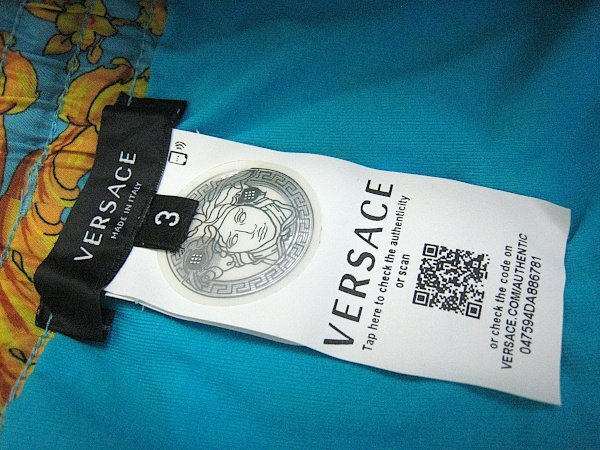 VERSACE
MADE IN ITALY
3
VERSACE
Tap here to check the authenticity
or scan
or check the code on
VERSACE.COM/AUTHENTIC
047594DAB86781